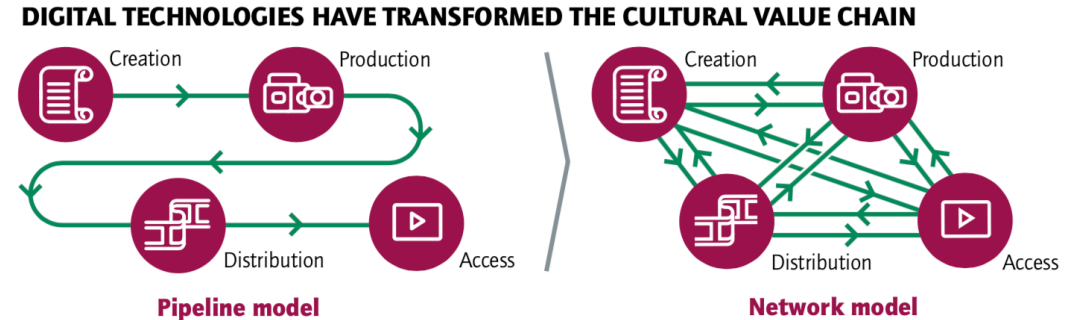 DIGITAL TECHNOLOGIES HAVE TRANSFORMED THE CULTURAL VALUE CHAIN
Creation
Production
Distribution
Access
Pipeline model
Creation
Production
Distribution
Access
Network model